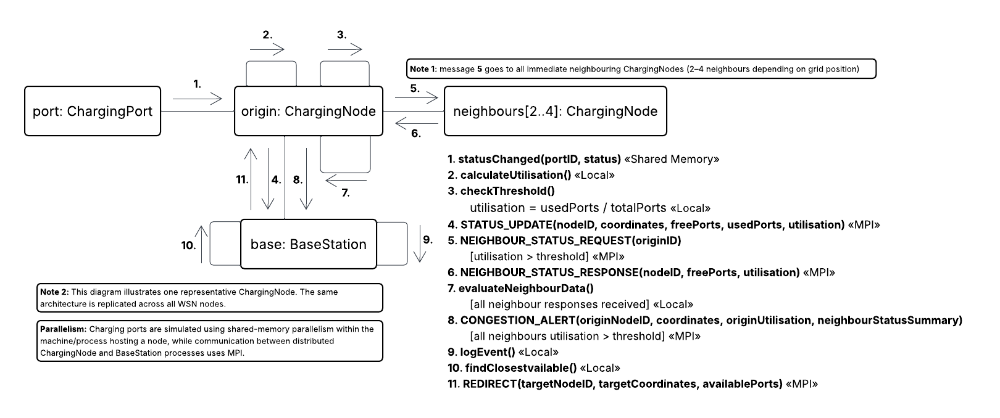 2.
3.
Note 1: message 5 goes to all immediate neighbouring ChargingNodes (2–4 neighbours depending on grid position)
1.
5.
port: ChargingPort
origin: ChargingNode
neighbours[2..4]: ChargingNode
6.
11.
4.
8.
7.
10.
base: BaseStation
9.
1. statusChanged(portID, status) «Shared Memory»
2. calculateUtilisation() «Local»
3. checkThreshold()
utilisation = usedPorts / totalPorts «Local»
4. STATUS_UPDATE(nodeID, coordinates, freePorts, usedPorts, utilisation) «MPI»
5. NEIGHBOUR_STATUS_REQUEST(originID)
[utilisation > threshold] «MPI»
6. NEIGHBOUR_STATUS_RESPONSE(nodeID, freePorts, utilisation) «MPI»
7. evaluateNeighbourData()
[all neighbour responses received] «Local»
8. CONGESTION_ALERT(originNodeID, coordinates, originUtilisation, neighbourStatusSummary)
[all neighbours utilisation > threshold] «MPI»
9. logEvent() «Local»
10. findClosestvailable() «Local»
11. REDIRECT(targetNodeID, targetCoordinates, availablePorts) «MPI»
Note 2: This diagram illustrates one representative ChargingNode. The same
architecture is replicated across all WSN nodes.
Parallelism: Charging ports are simulated using shared-memory parallelism within the
machine/process hosting a node, while communication between distributed
ChargingNode and BaseStation processes uses MPI.